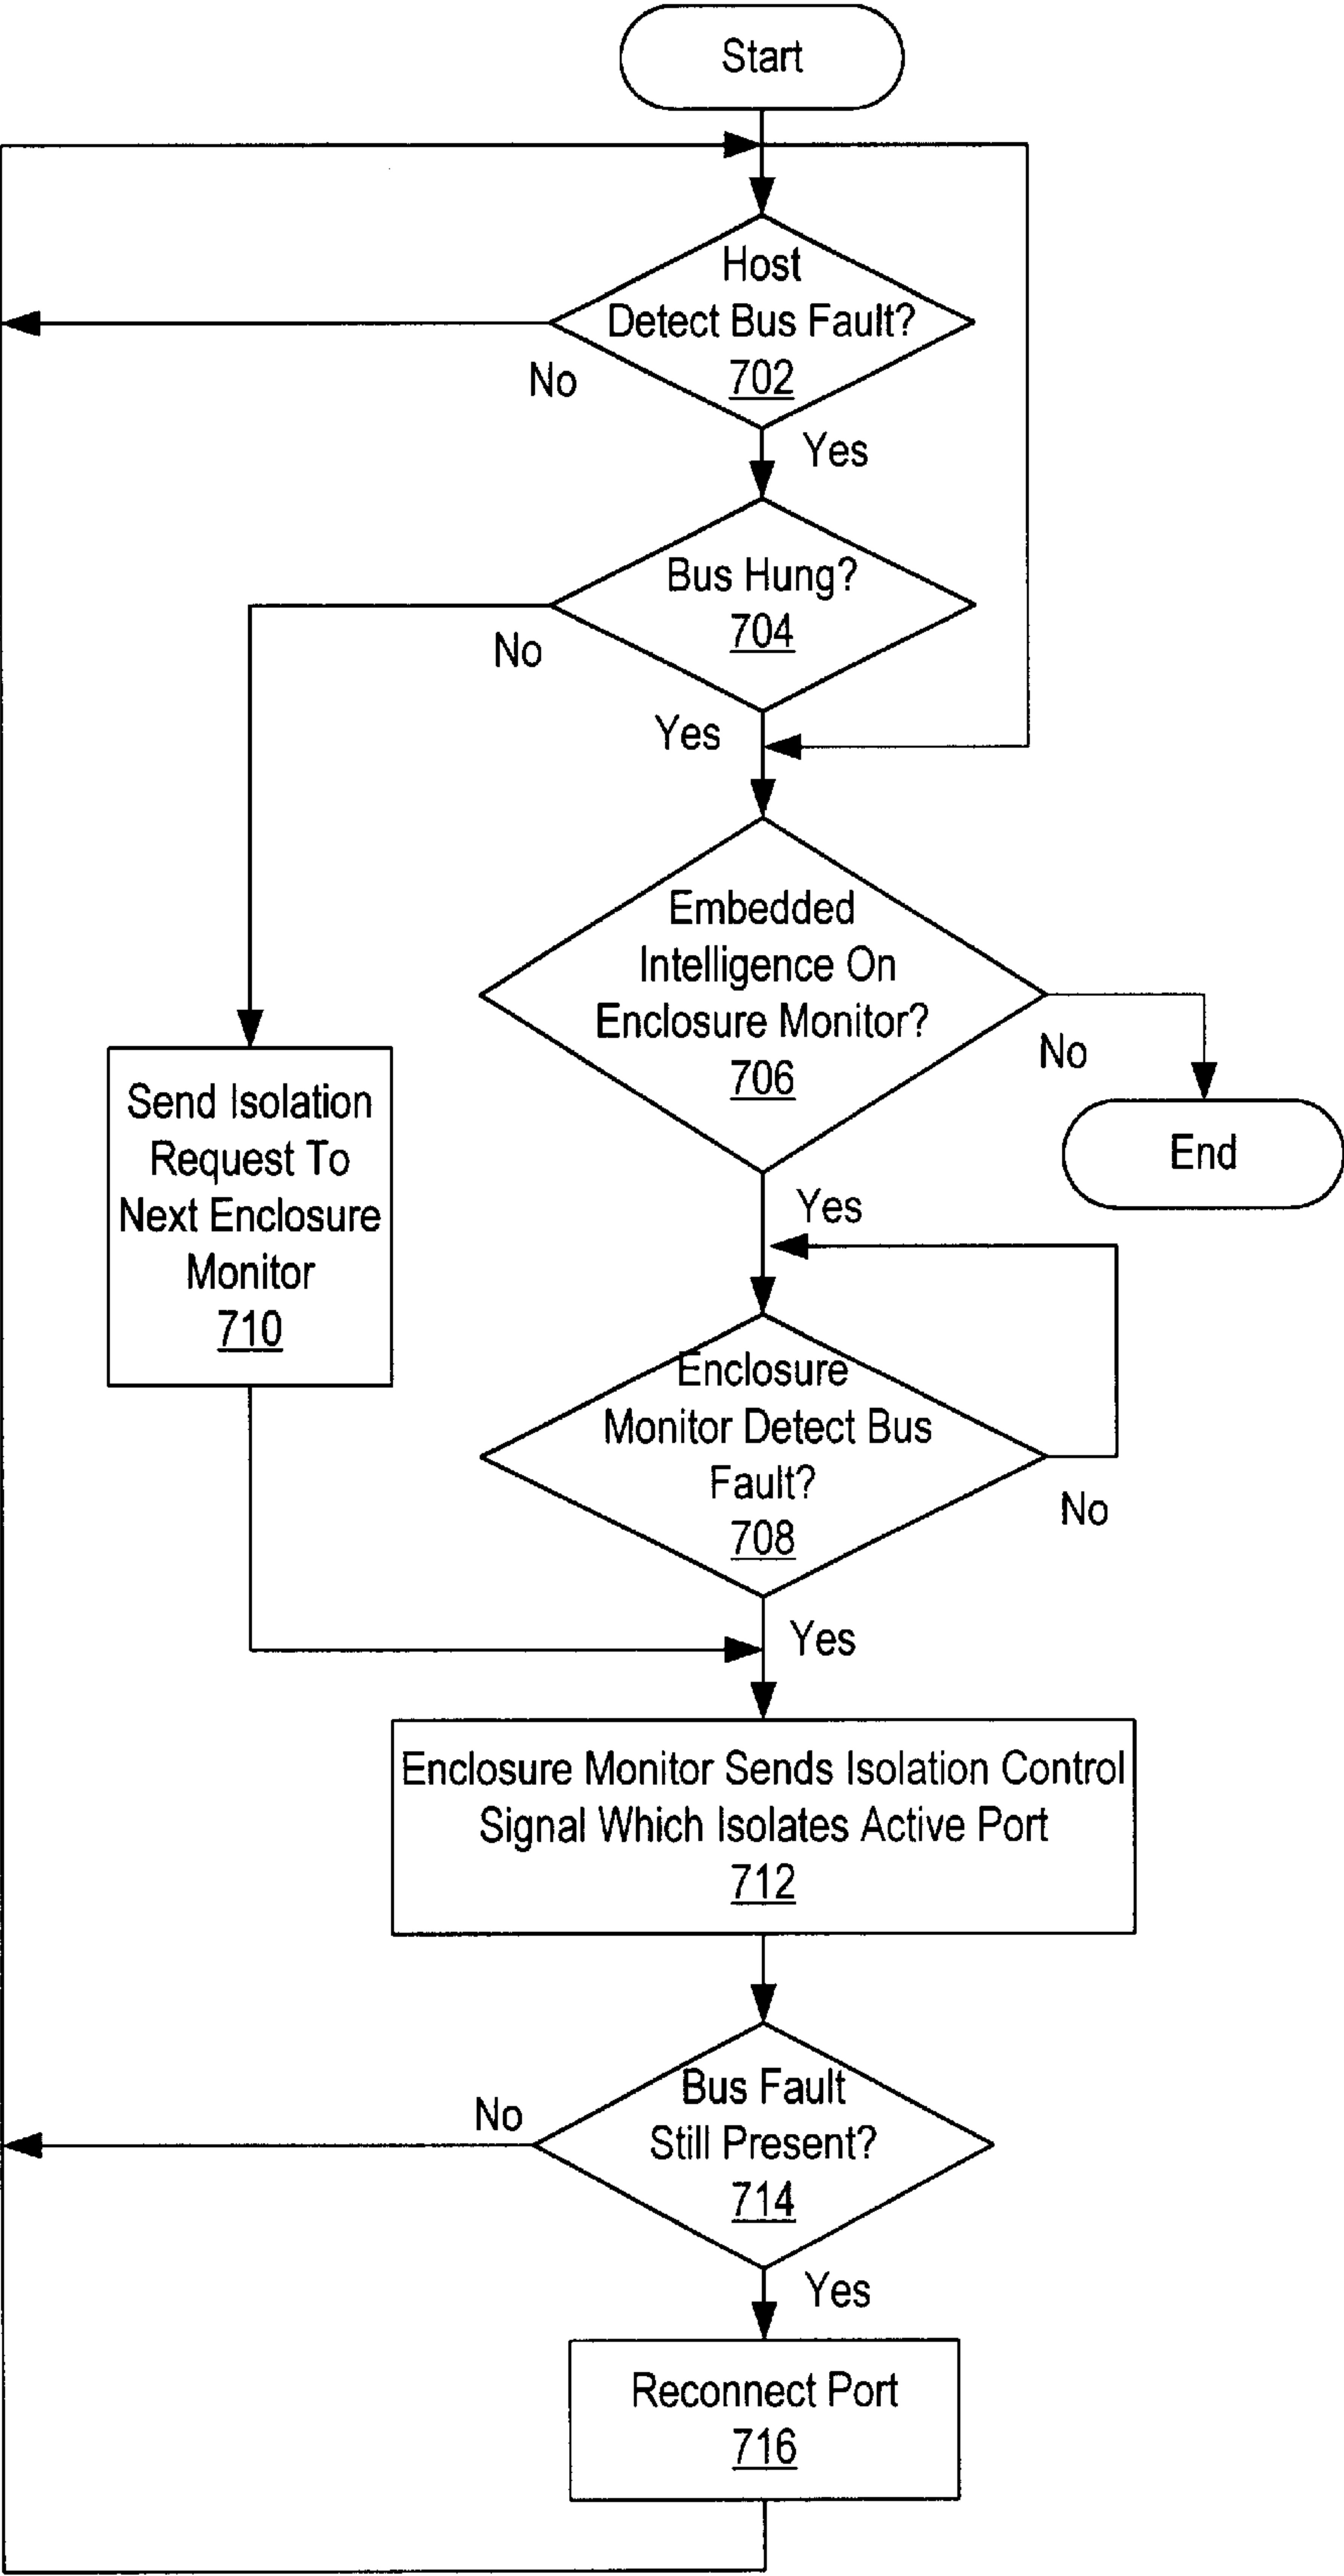 Start
Host
Detect Bus Fault?
702
No
Yes
Bus Hung?
704
No
Yes
Embedded
Intelligence On
Enclosure Monitor?
706
No
End
Yes
Send Isolation
Request To
Next Enclosure
Monitor
710
Enclosure
Monitor Detect Bus
Fault?
708
No
Yes
Enclosure Monitor Sends Isolation Control
Signal Which Isolates Active Port
712
Bus Fault
Still Present?
714
No
Yes
Reconnect Port
716